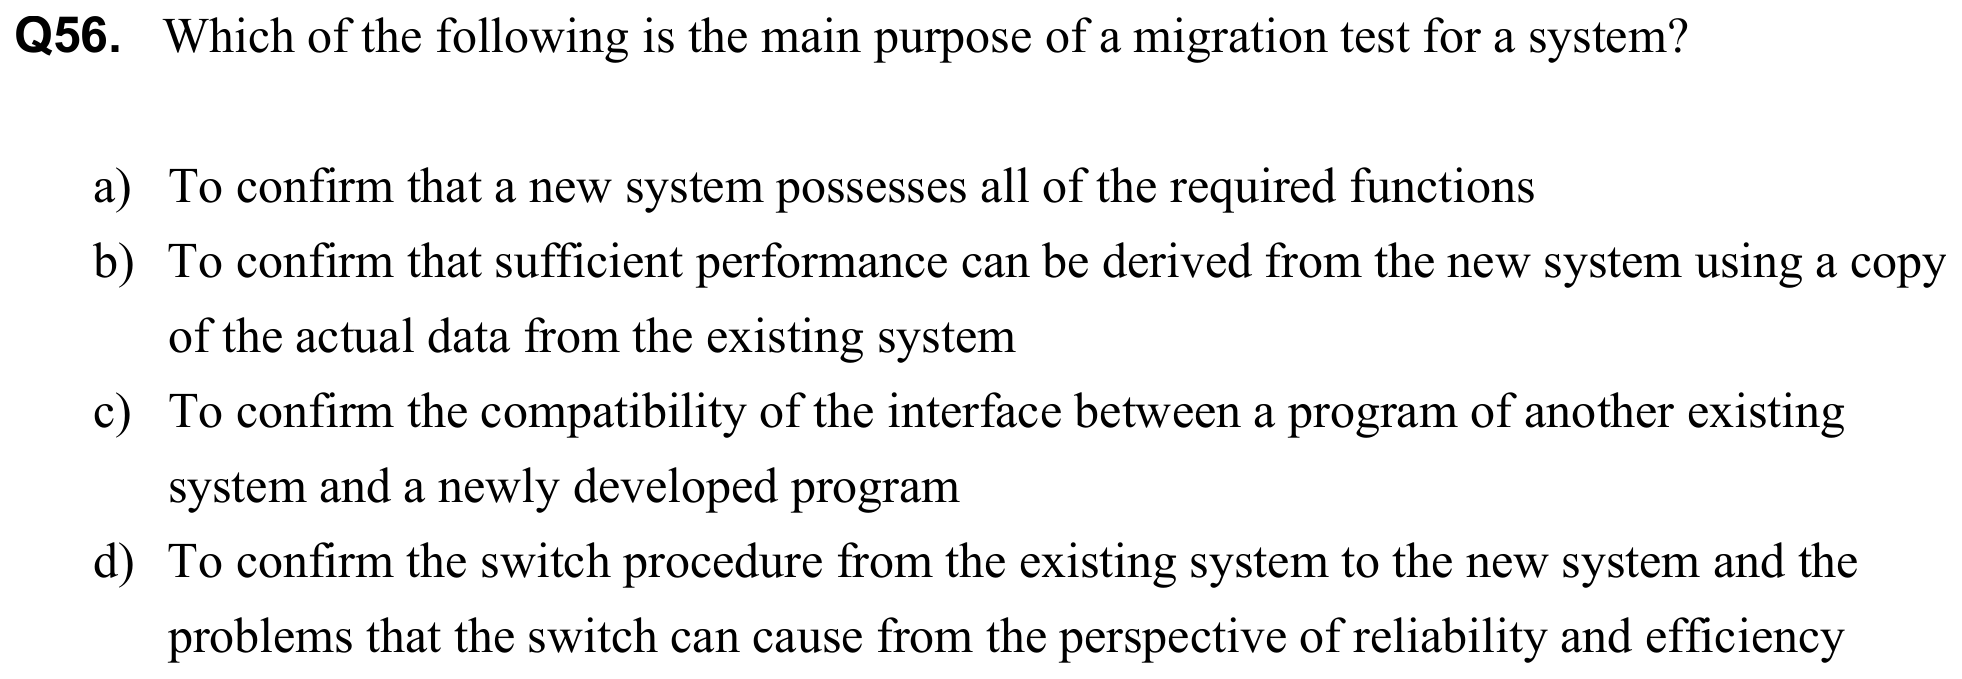 Q56. Which of the following is the main purpose of a migration test for a system?
a) To confirm that a new system possesses all of the required functions
b) To confirm that sufficient performance can be derived from the new system using a copy
of the actual data from the existing system
c) To confirm the compatibility of the interface between a program of another existing
system and a newly developed program
d) To confirm the switch procedure from the existing system to the new system and the
problems that the switch can cause from the perspective of reliability and efficiency